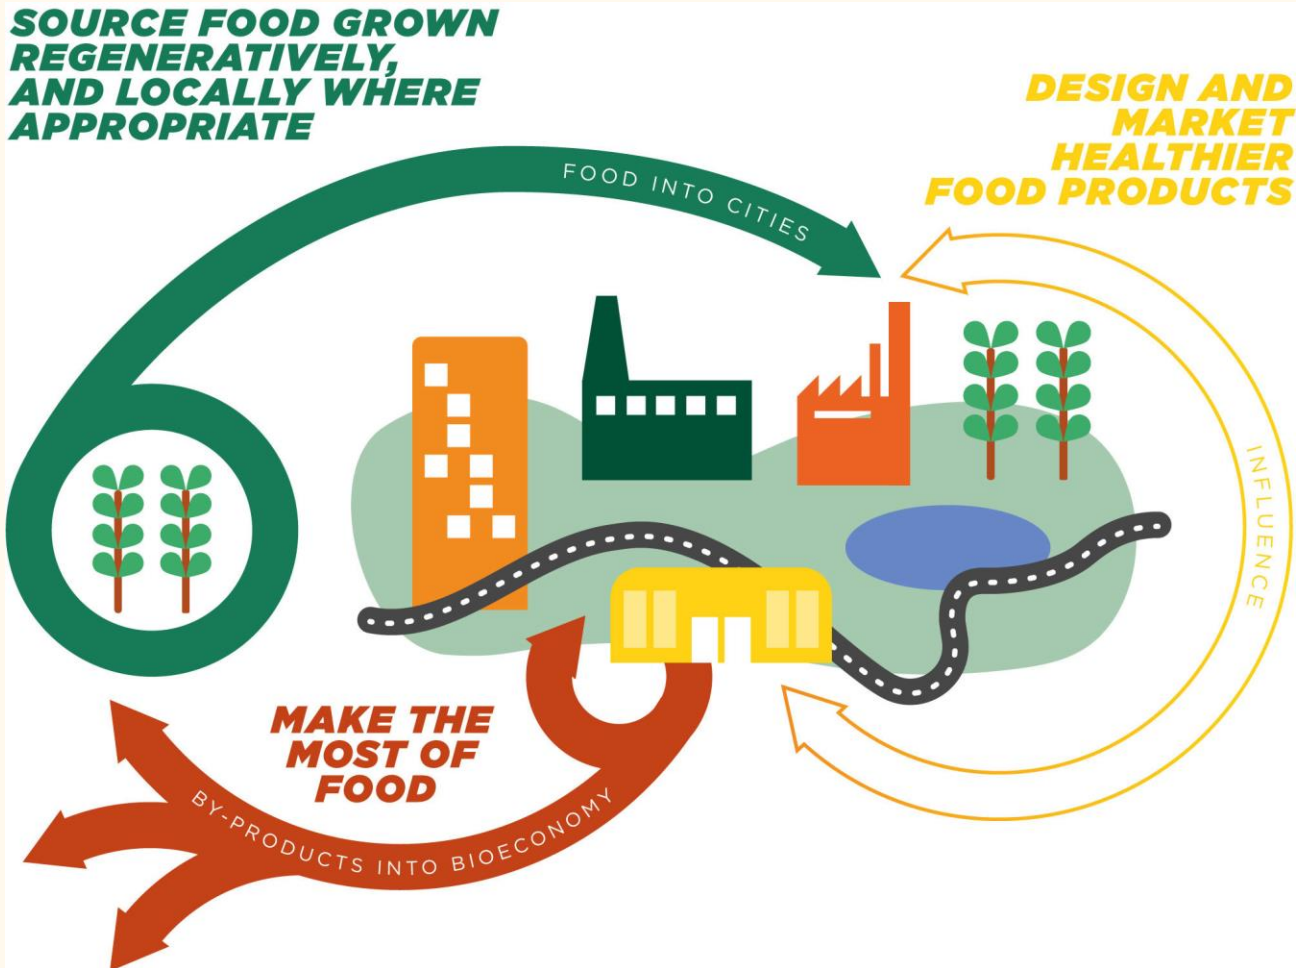 SOURCE FOOD GROWN
REGENERATIVELY,
AND LOCALLY WHERE
APPROPRIATE
DESIGN AND
MARKET
HEALTHIER
FOOD PRODUCTS
FOOD INTO CITIES
INFLUENCE
MAKE THE
MOST OF
FOOD
BY-PRODUCTS INTO BIOECONOMY